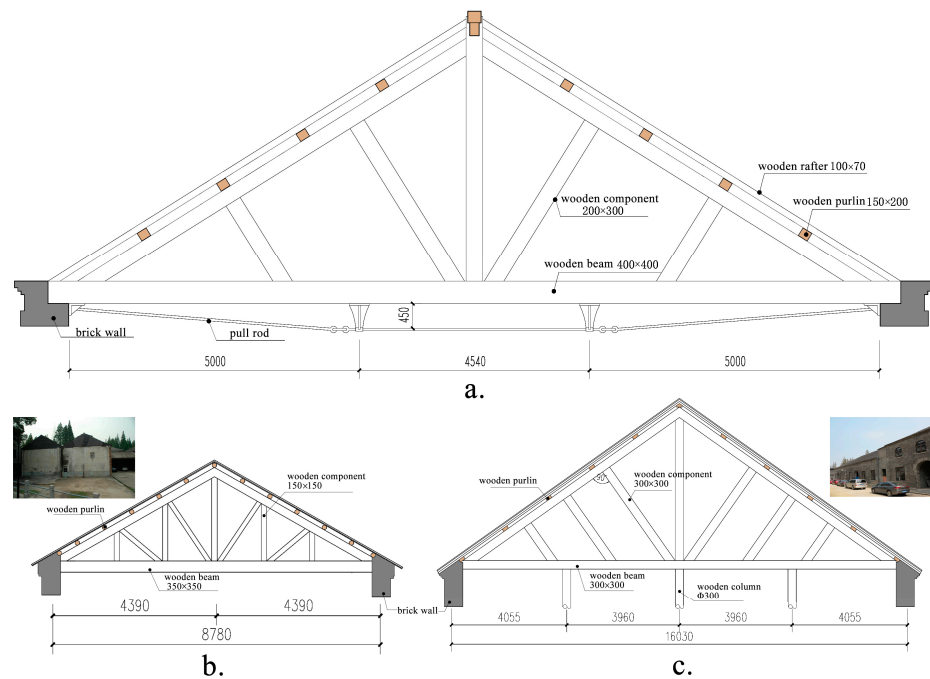 wooden rafter 100×70
wooden component
200×300
wooden purlin 150×200
wooden beam 400×400
450
brick wall
pull rod
5000
4540
5000
a.
wooden component
150×150
wooden purlin
wooden beam
350×350
brick wall
4390
4390
8780
b.
wooden component
300×300
wooden purlin
90°
wooden beam
300×300
wooden column
Φ300
4055
3960
3960
4055
16030
c.